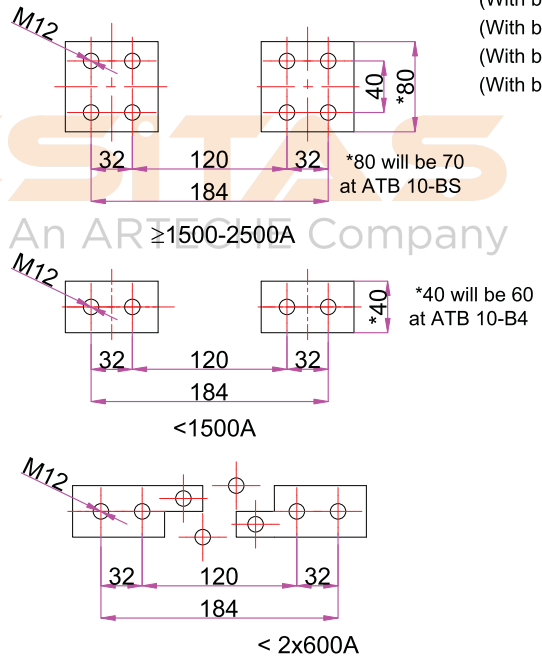 (With b
(With b
(With b
(With b
M12
40
*80
32 120 32
184
*80 will be 70
at ATB 10-BS
SİTAS
An ARTECHE Company
≥1500-2500A
M12
*40
*40 will be 60
at ATB 10-B4
32 120 32
184
<1500A
M12
32 120 32
184
< 2x600A